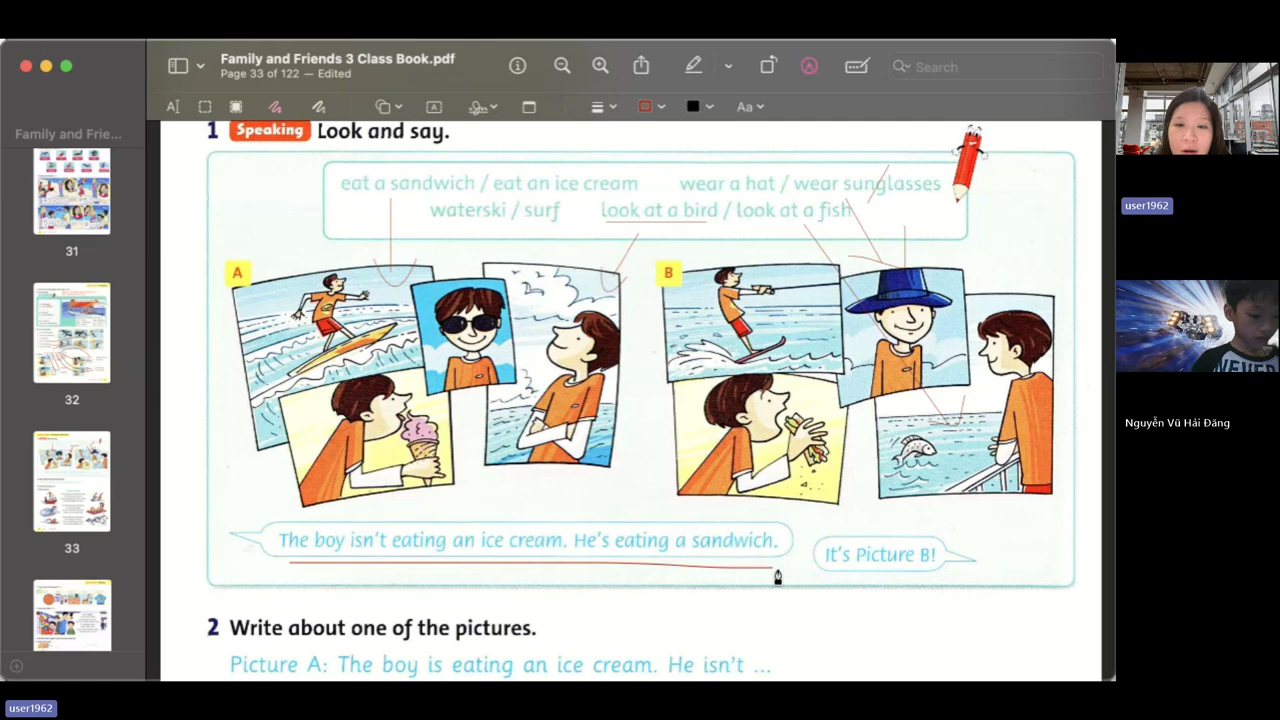 Family and Friends 3 Class Book.pdf
Page 33 of 122 — Edited
Search
Aa
Family and Frie...
31
32
33
1 Speaking Look and say.
eat a sandwich / eat an ice cream wear a hat / wear sunglasses
waterski / surf look at a bird / look at a fish
A
B
The boy isn't eating an ice cream. He's eating a sandwich.
It's Picture B!
2 Write about one of the pictures.
Picture A: The boy is eating an ice cream. He isn't ...
user1962
NEVER
Nguyễn Vũ Hải Đăng
user1962